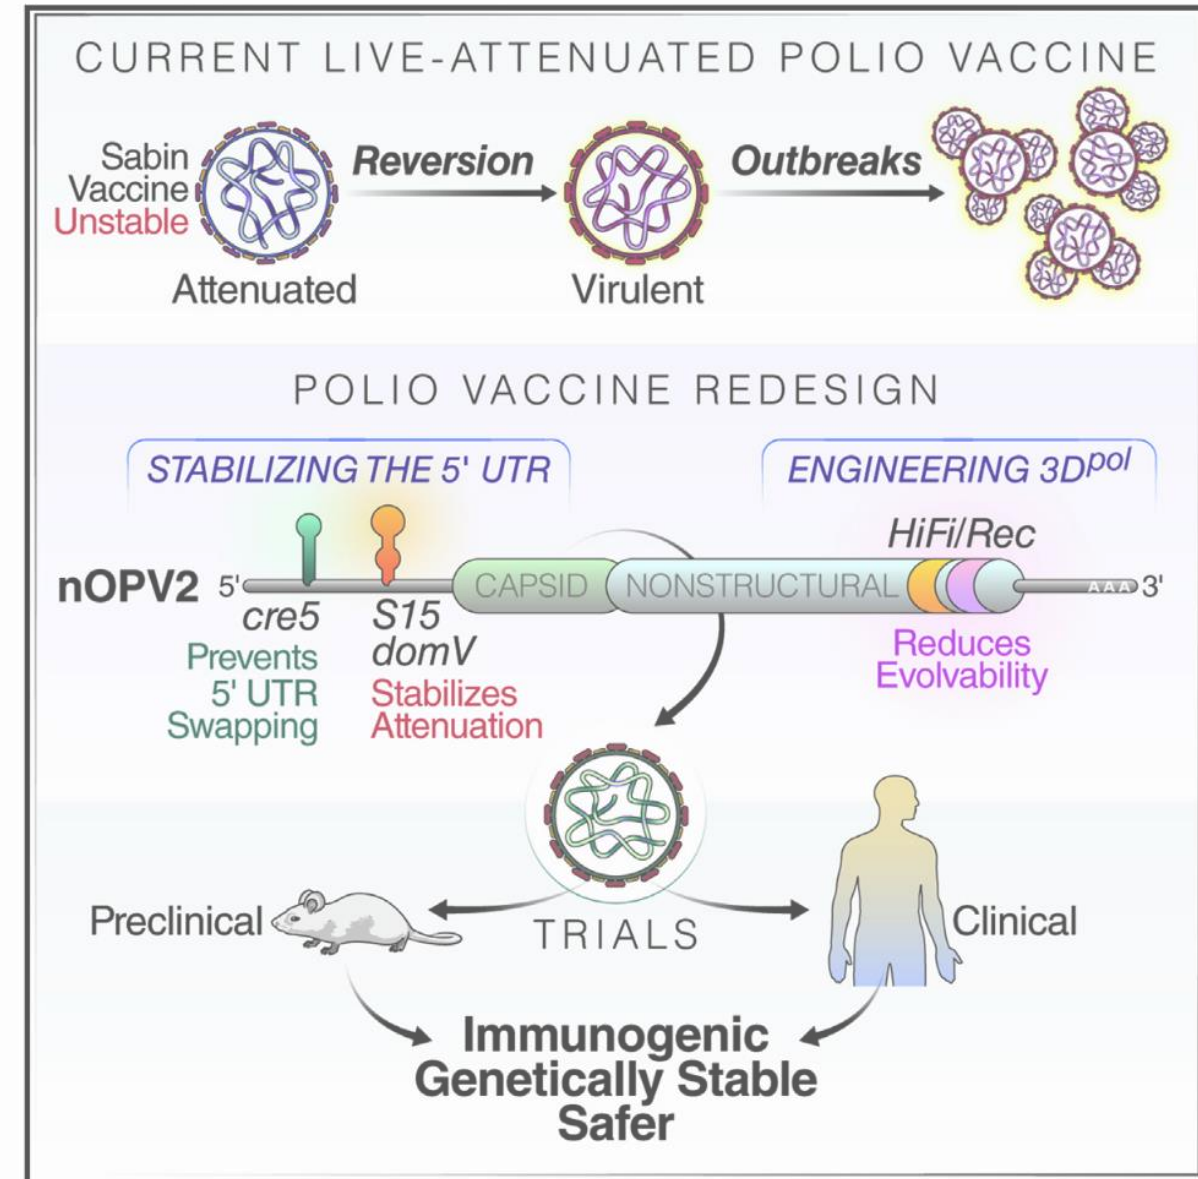 CURRENT LIVE-ATTENUATED POLIO VACCINE
Sabin
Vaccine
Unstable
Reversion
Outbreaks
Attenuated
Virulent
POLIO VACCINE REDESIGN
STABILIZING THE 5' UTR
ENGINEERING 3Dpol
HiFi/Rec
nOPV2 5' CAPSID NONSTRUCTURAL AAA 3'
cre5
Prevents
5' UTR
Swapping
S15
domV
Stabilizes
Attenuation
Reduces
Evolvability
Preclinical
TRIALS
Clinical
Immunogenic
Genetically Stable
Safer